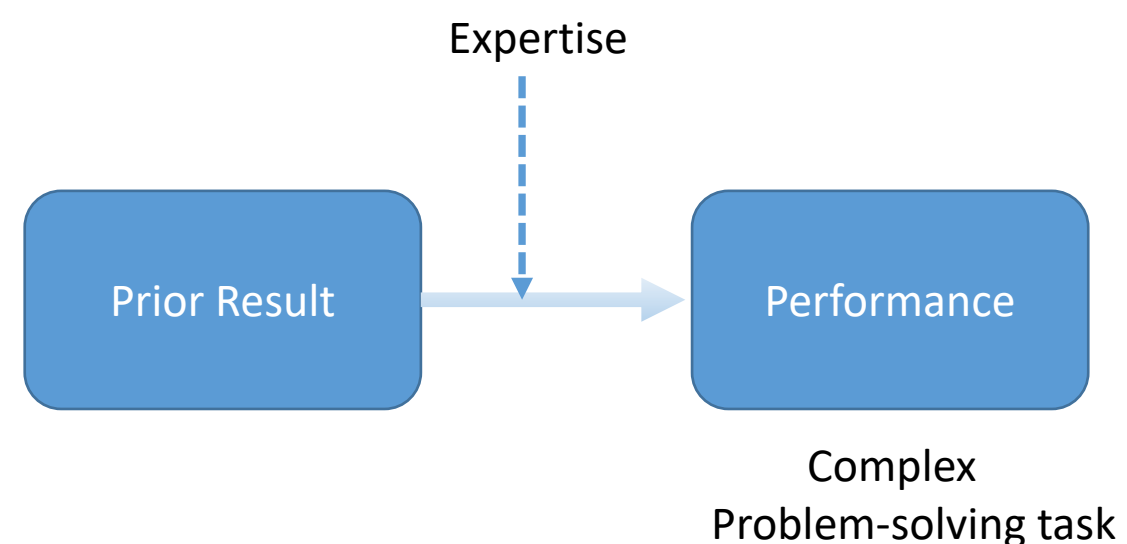 Expertise
Prior Result
Performance
Complex
Problem-solving task